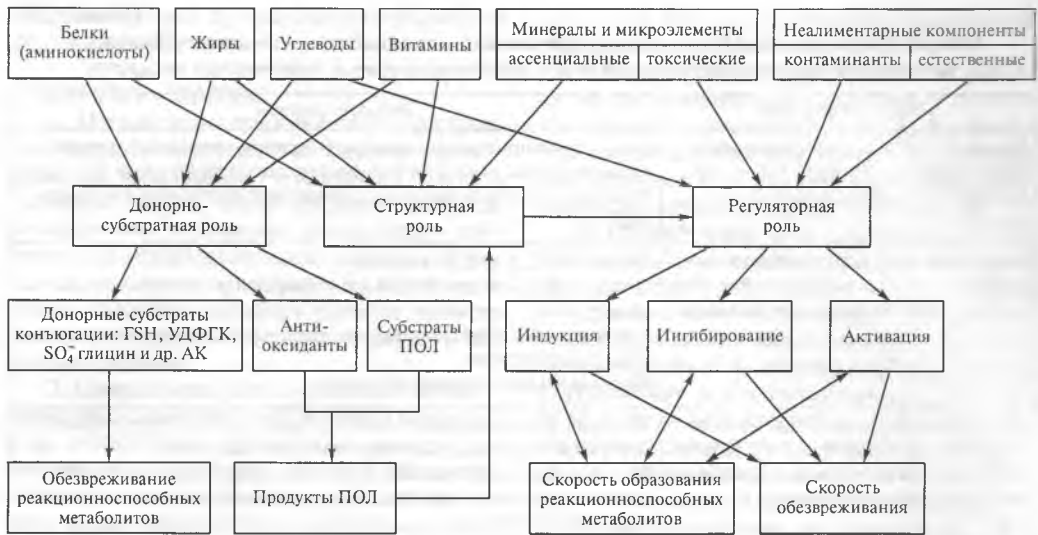 Белки
(аминокислоты)
Жиры
Углеводы
Витамины
Минералы и микроэлементы
ассенциальные
токсические
Неалиментарные компоненты
контаминанты
естественные
Донорно-
субстратная роль
Структурная
роль
Регуляторная
роль
Донорные субстраты
конъюгации: ГSН, УДФГК,
SO₄⁼ глицин и др. АК
Анти-
оксиданты
Субстраты
ПОЛ
Индукция
Иигибирование
Активация
Обезвреживание
реакционноспособных
метаболитов
Продукты ПОЛ
Скорость образования
реакционноспособных
метаболитов
Скорость
обезвреживания